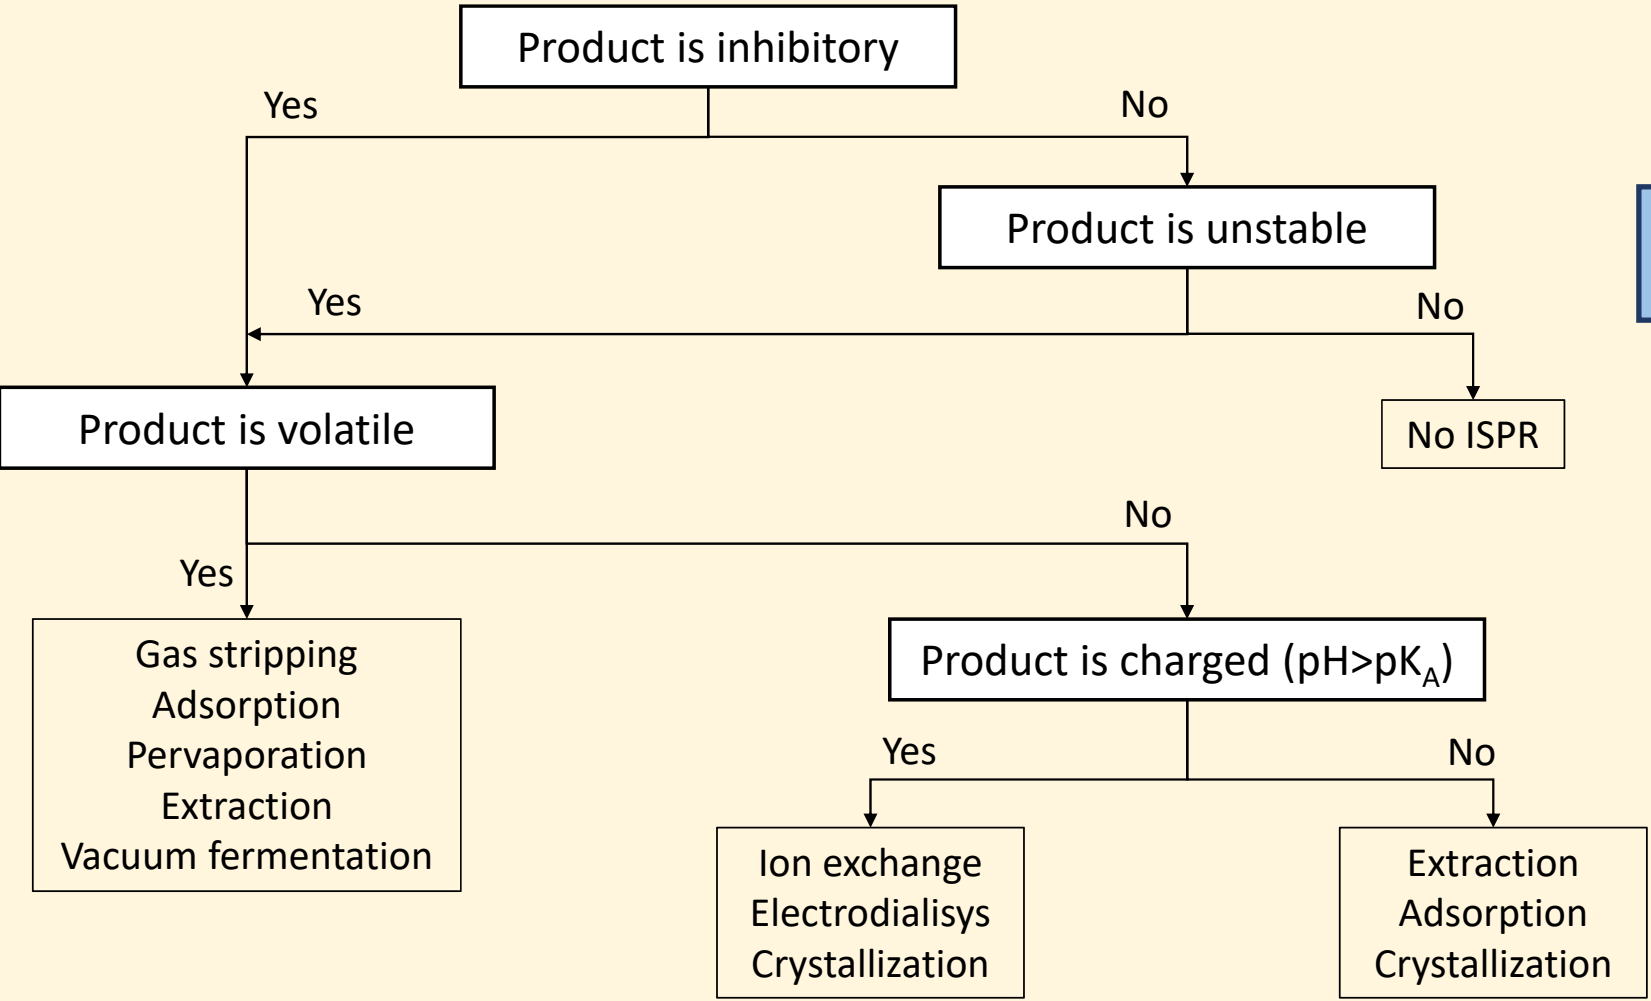 Product is inhibitory
Yes
No
Product is unstable
Yes
No
Product is volatile
No ISPR
No
Yes
Gas stripping
Adsorption
Pervaporation
Extraction
Vacuum fermentation
Product is charged (pH>pKA)
Yes
No
Ion exchange
Electrodialisys
Crystallization
Extraction
Adsorption
Crystallization